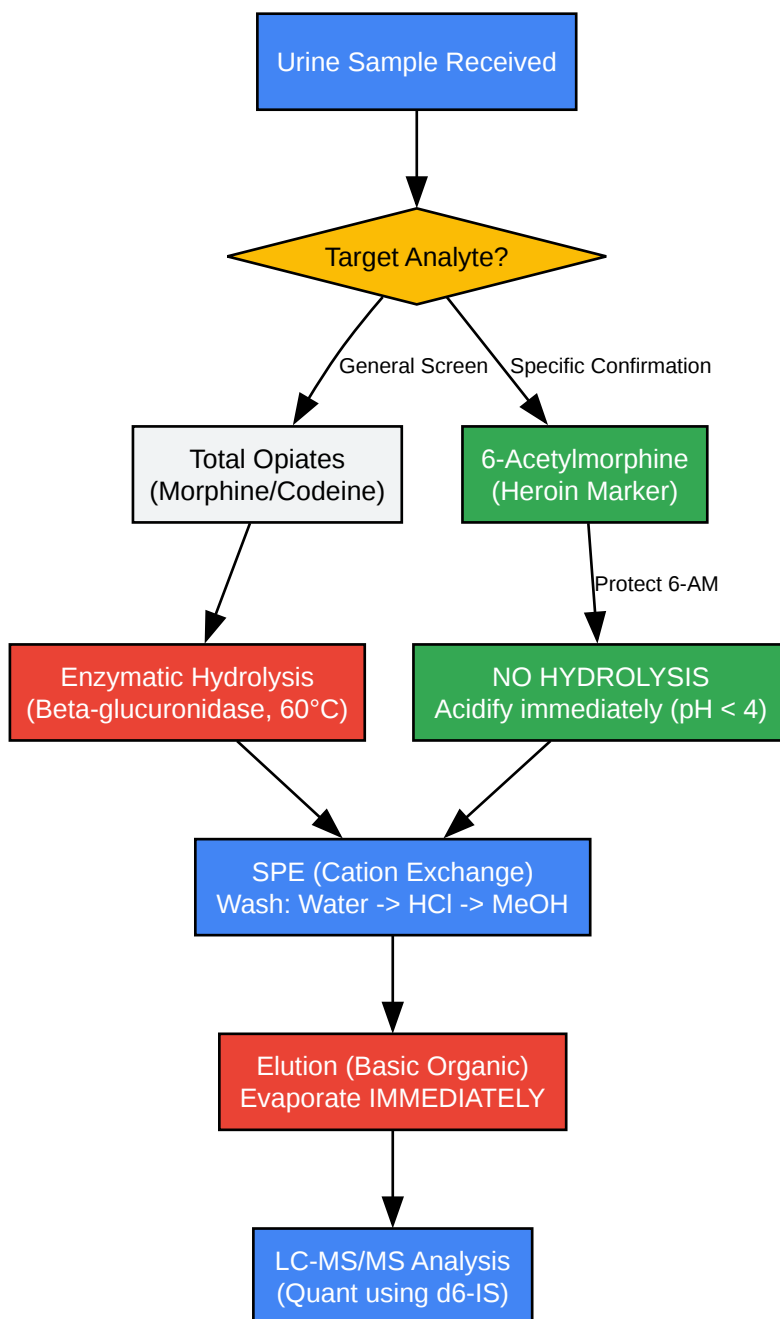 Urine Sample Received
Target Analyte?
General Screen
Specific Confirmation
Total Opiates
(Morphine/Codeine)
6-Acetylmorphine
(Heroin Marker)
Protect 6-AM
Enzymatic Hydrolysis
(Beta-glucuronidase, 60°C)
NO HYDROLYSIS
Acidify immediately (pH < 4)
SPE (Cation Exchange)
Wash: Water -> HCl -> MeOH
Elution (Basic Organic)
Evaporate IMMEDIATELY
LC-MS/MS Analysis
(Quant using d6-IS)